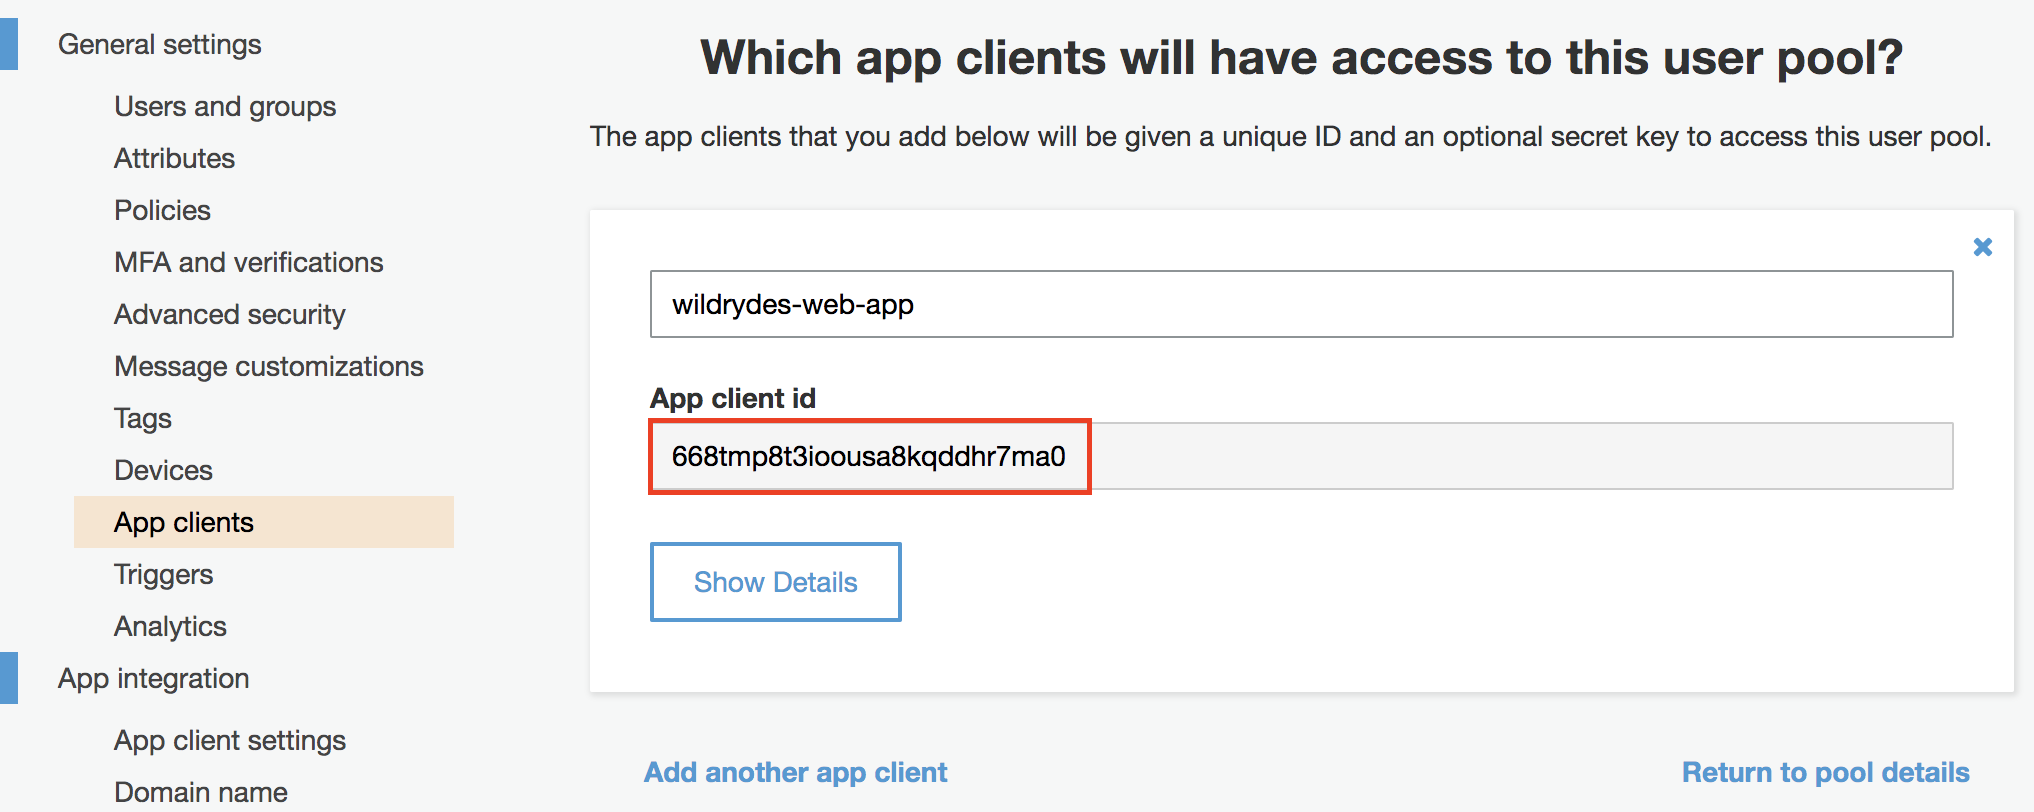 General settings
Users and groups
Attributes
Policies
MFA and verifications
Advanced security
Message customizations
Tags
Devices
App clients
Triggers
Analytics
App integration
App client settings
Domain name
Which app clients will have access to this user pool?
The app clients that you add below will be given a unique ID and an optional secret key to access this user pool.
wildrydes-web-app
App client id
668tmp8t3ioousa8kqddhr7ma0
Show Details
Add another app client
Return to pool details